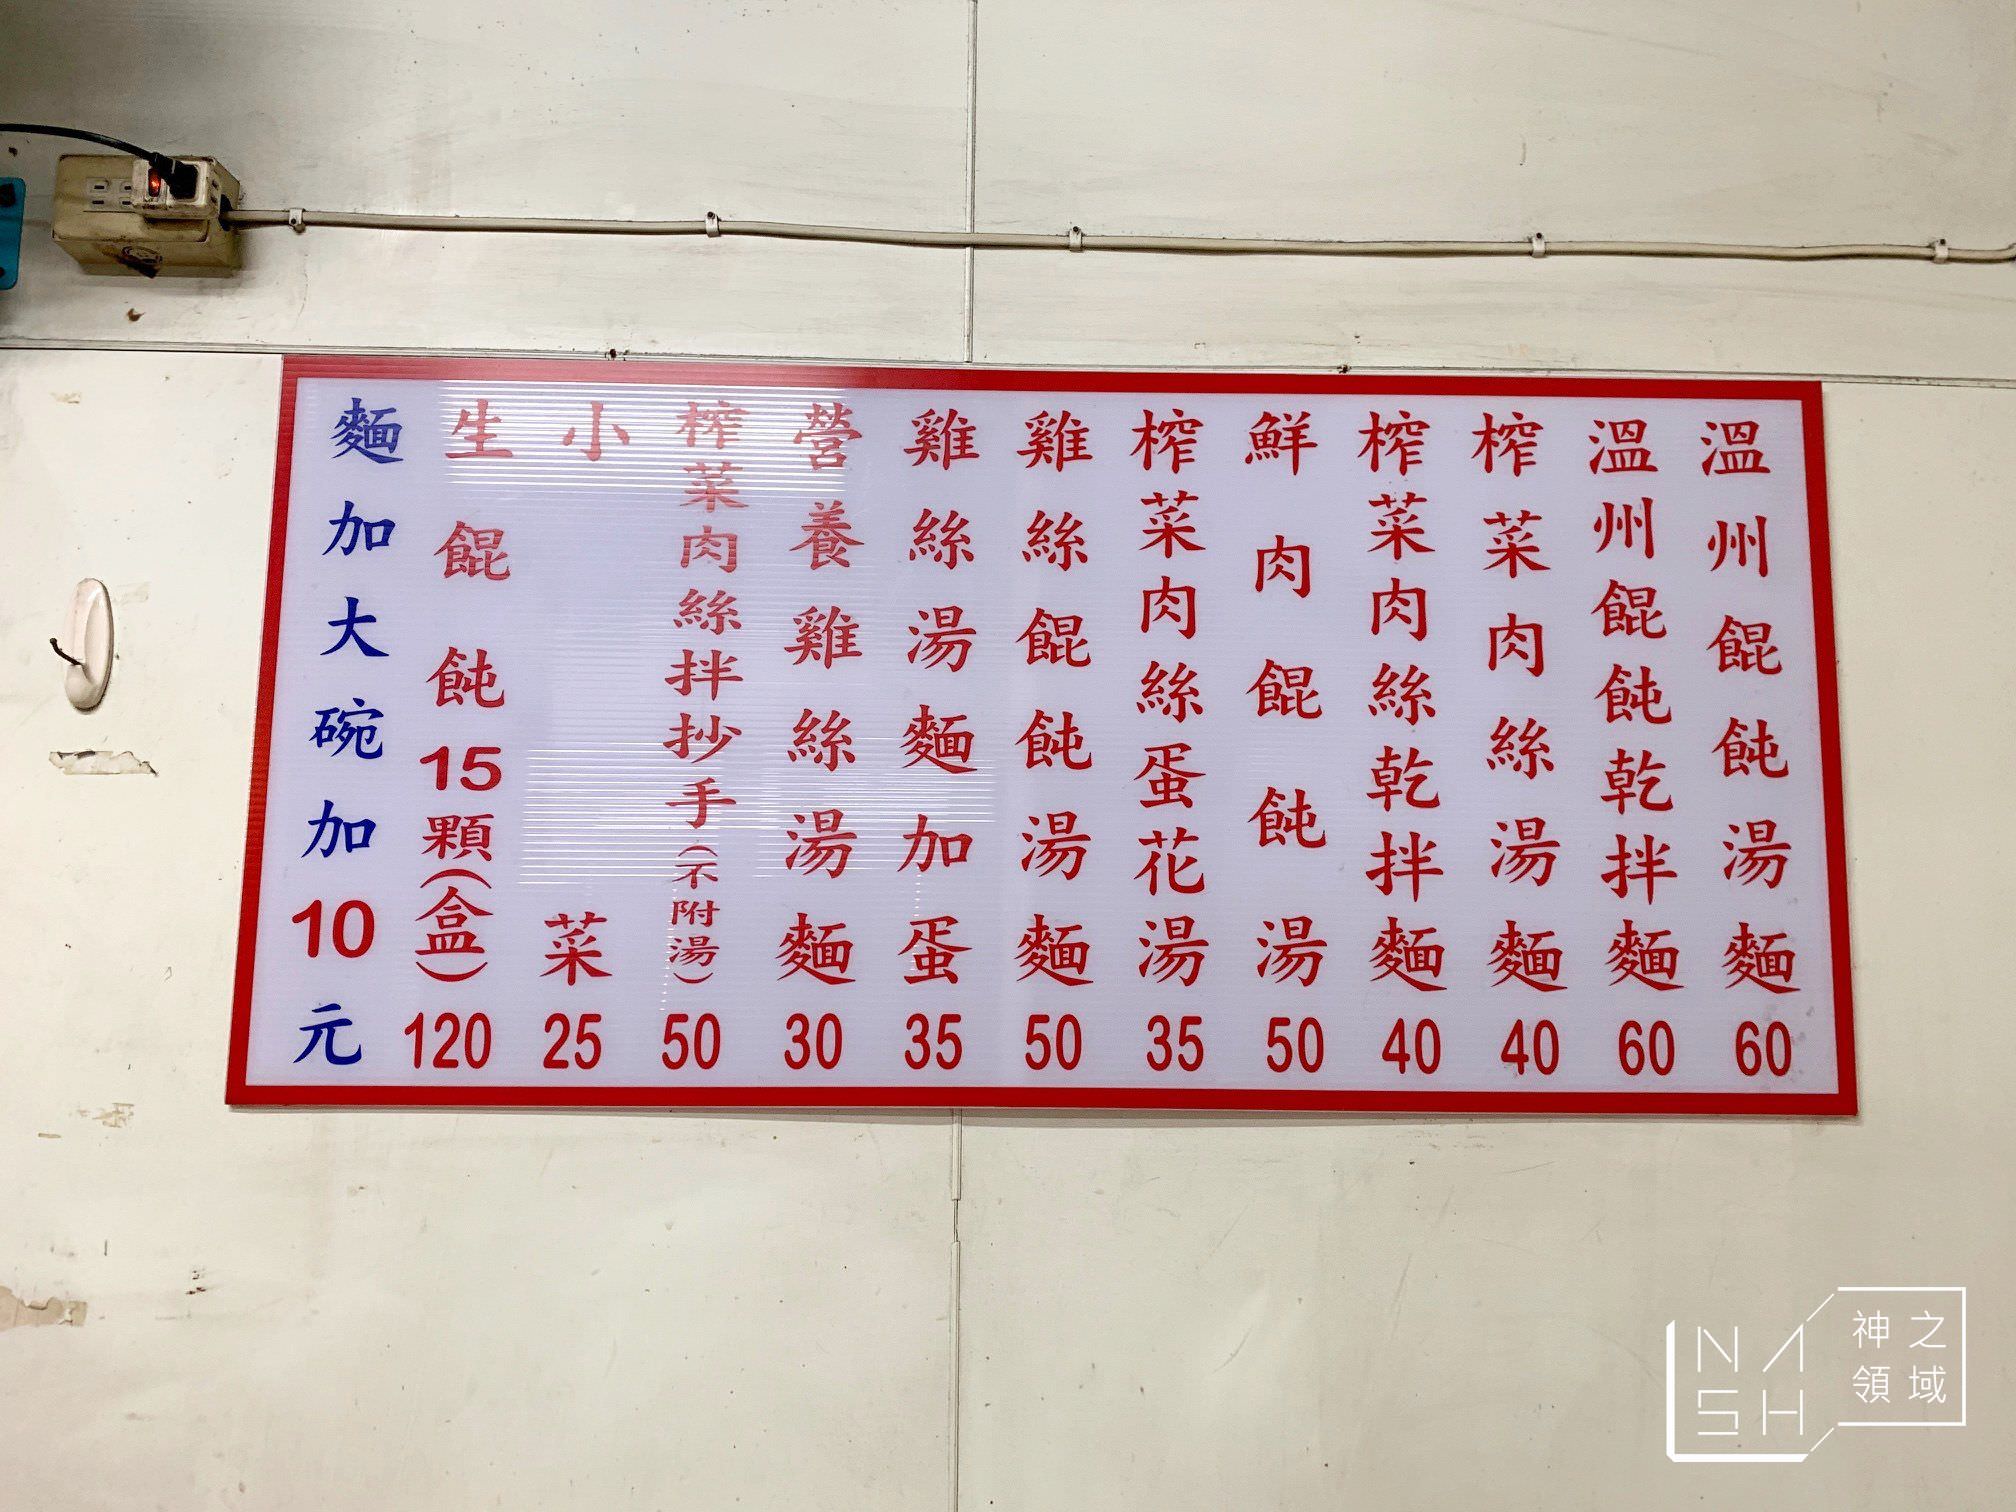 溫州餛飩湯麵 60
溫州餛飩乾拌麵 60
榨菜肉絲湯麵 40
榨菜肉絲乾拌麵 40
鮮肉餛飩湯 50
榨菜肉絲蛋花湯 35
雞絲餛飩湯麵 50
雞絲湯麵加蛋 35
營養雞絲湯麵 30
榨菜肉絲拌抄手(不附湯) 50
小菜 25
生餛飩15顆(盒) 120
麵加大碗加10元
NASH
神之領域